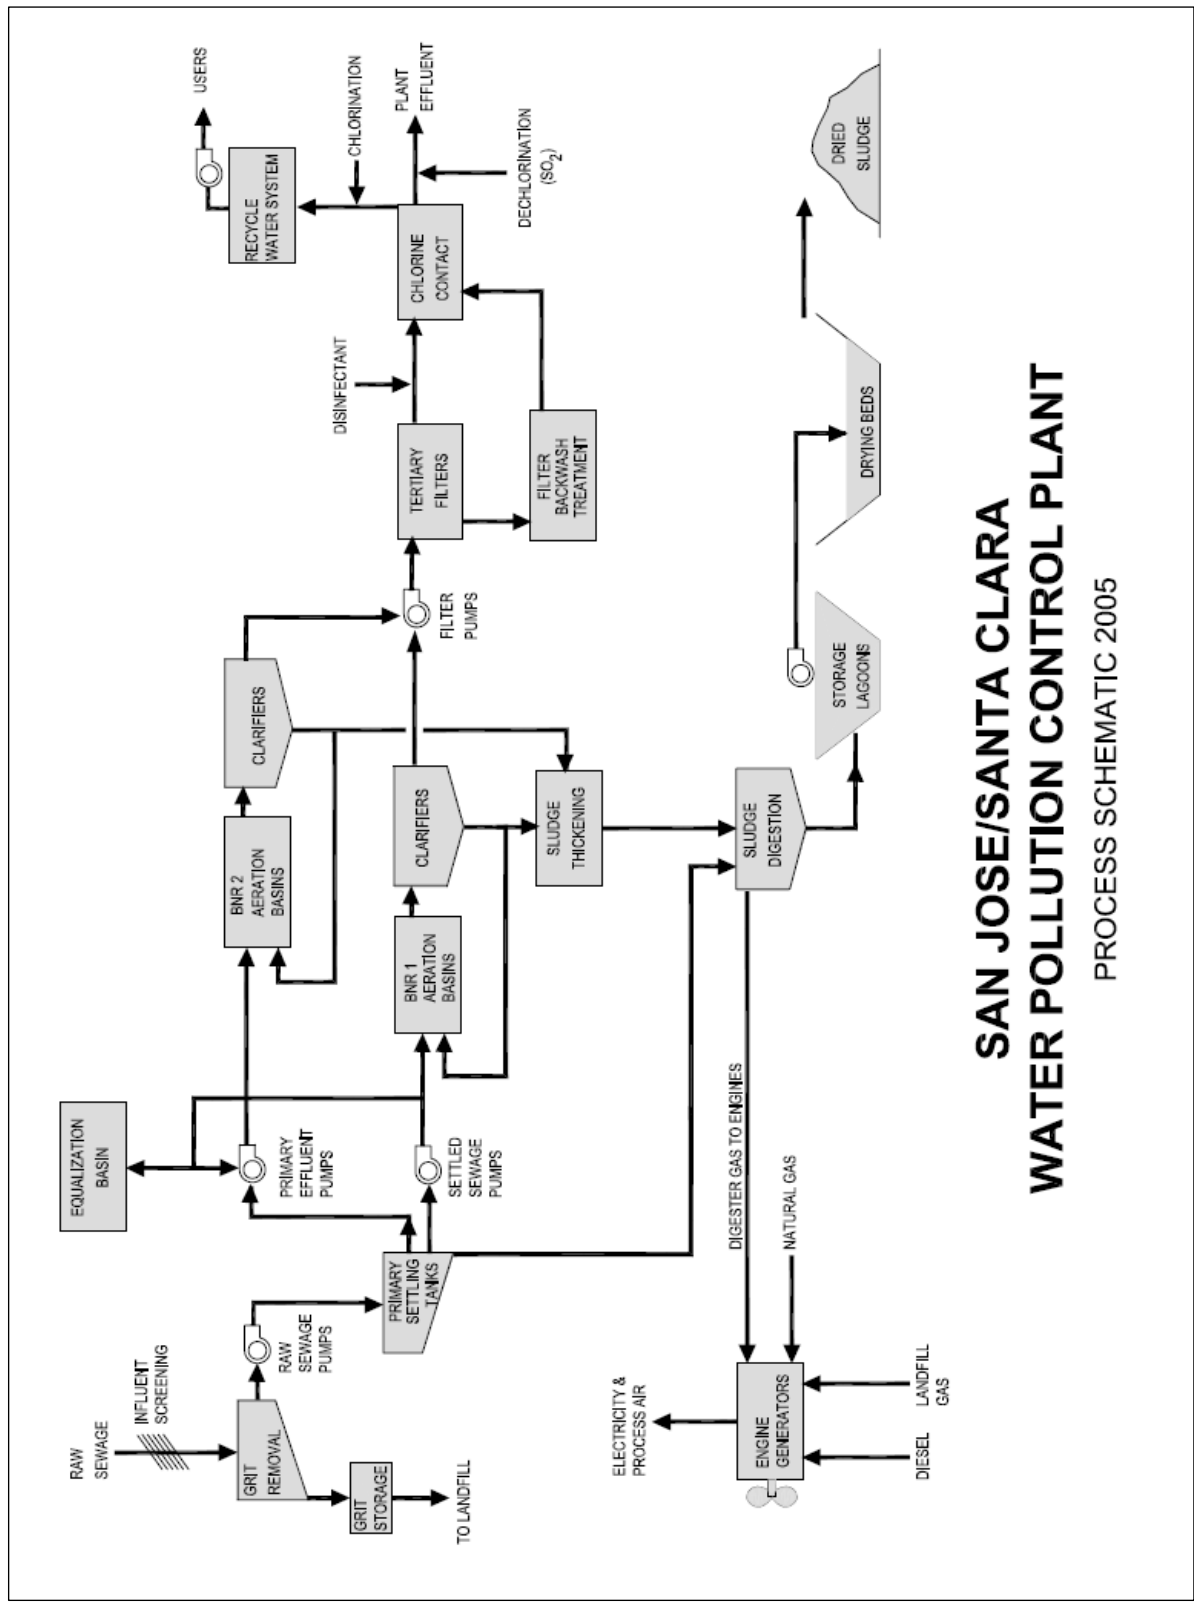 RAW
SEWAGE
INFLUENT
SCREENING
GRIT
REMOVAL
GRIT
STORAGE
TO LANDFILL
RAW
SEWAGE
PUMPS
PRIMARY
SETTLING
TANKS
EQUALIZATION
BASIN
PRIMARY
EFFLUENT
PUMPS
SETTLED
SEWAGE
PUMPS
BNR 2
AERATION
BASINS
CLARIFIERS
BNR 1
AERATION
BASINS
CLARIFIERS
SLUDGE
THICKENING
FILTER
PUMPS
TERTIARY
FILTERS
FILTER
BACKWASH
TREATMENT
DISINFECTANT
CHLORINE
CONTACT
CHLORINATION
RECYCLE
WATER SYSTEM
USERS
PLANT
EFFLUENT
DECHLORINATION
(SO2)
ELECTRICITY &
PROCESS AIR
ENGINE
GENERATORS
DIESEL
LANDFILL
GAS
NATURAL GAS
DIGESTER GAS TO ENGINES
SLUDGE
DIGESTION
STORAGE
LAGOONS
DRYING BEDS
DRIED
SLUDGE
SAN JOSE/SANTA CLARA
WATER POLLUTION CONTROL PLANT
PROCESS SCHEMATIC 2005